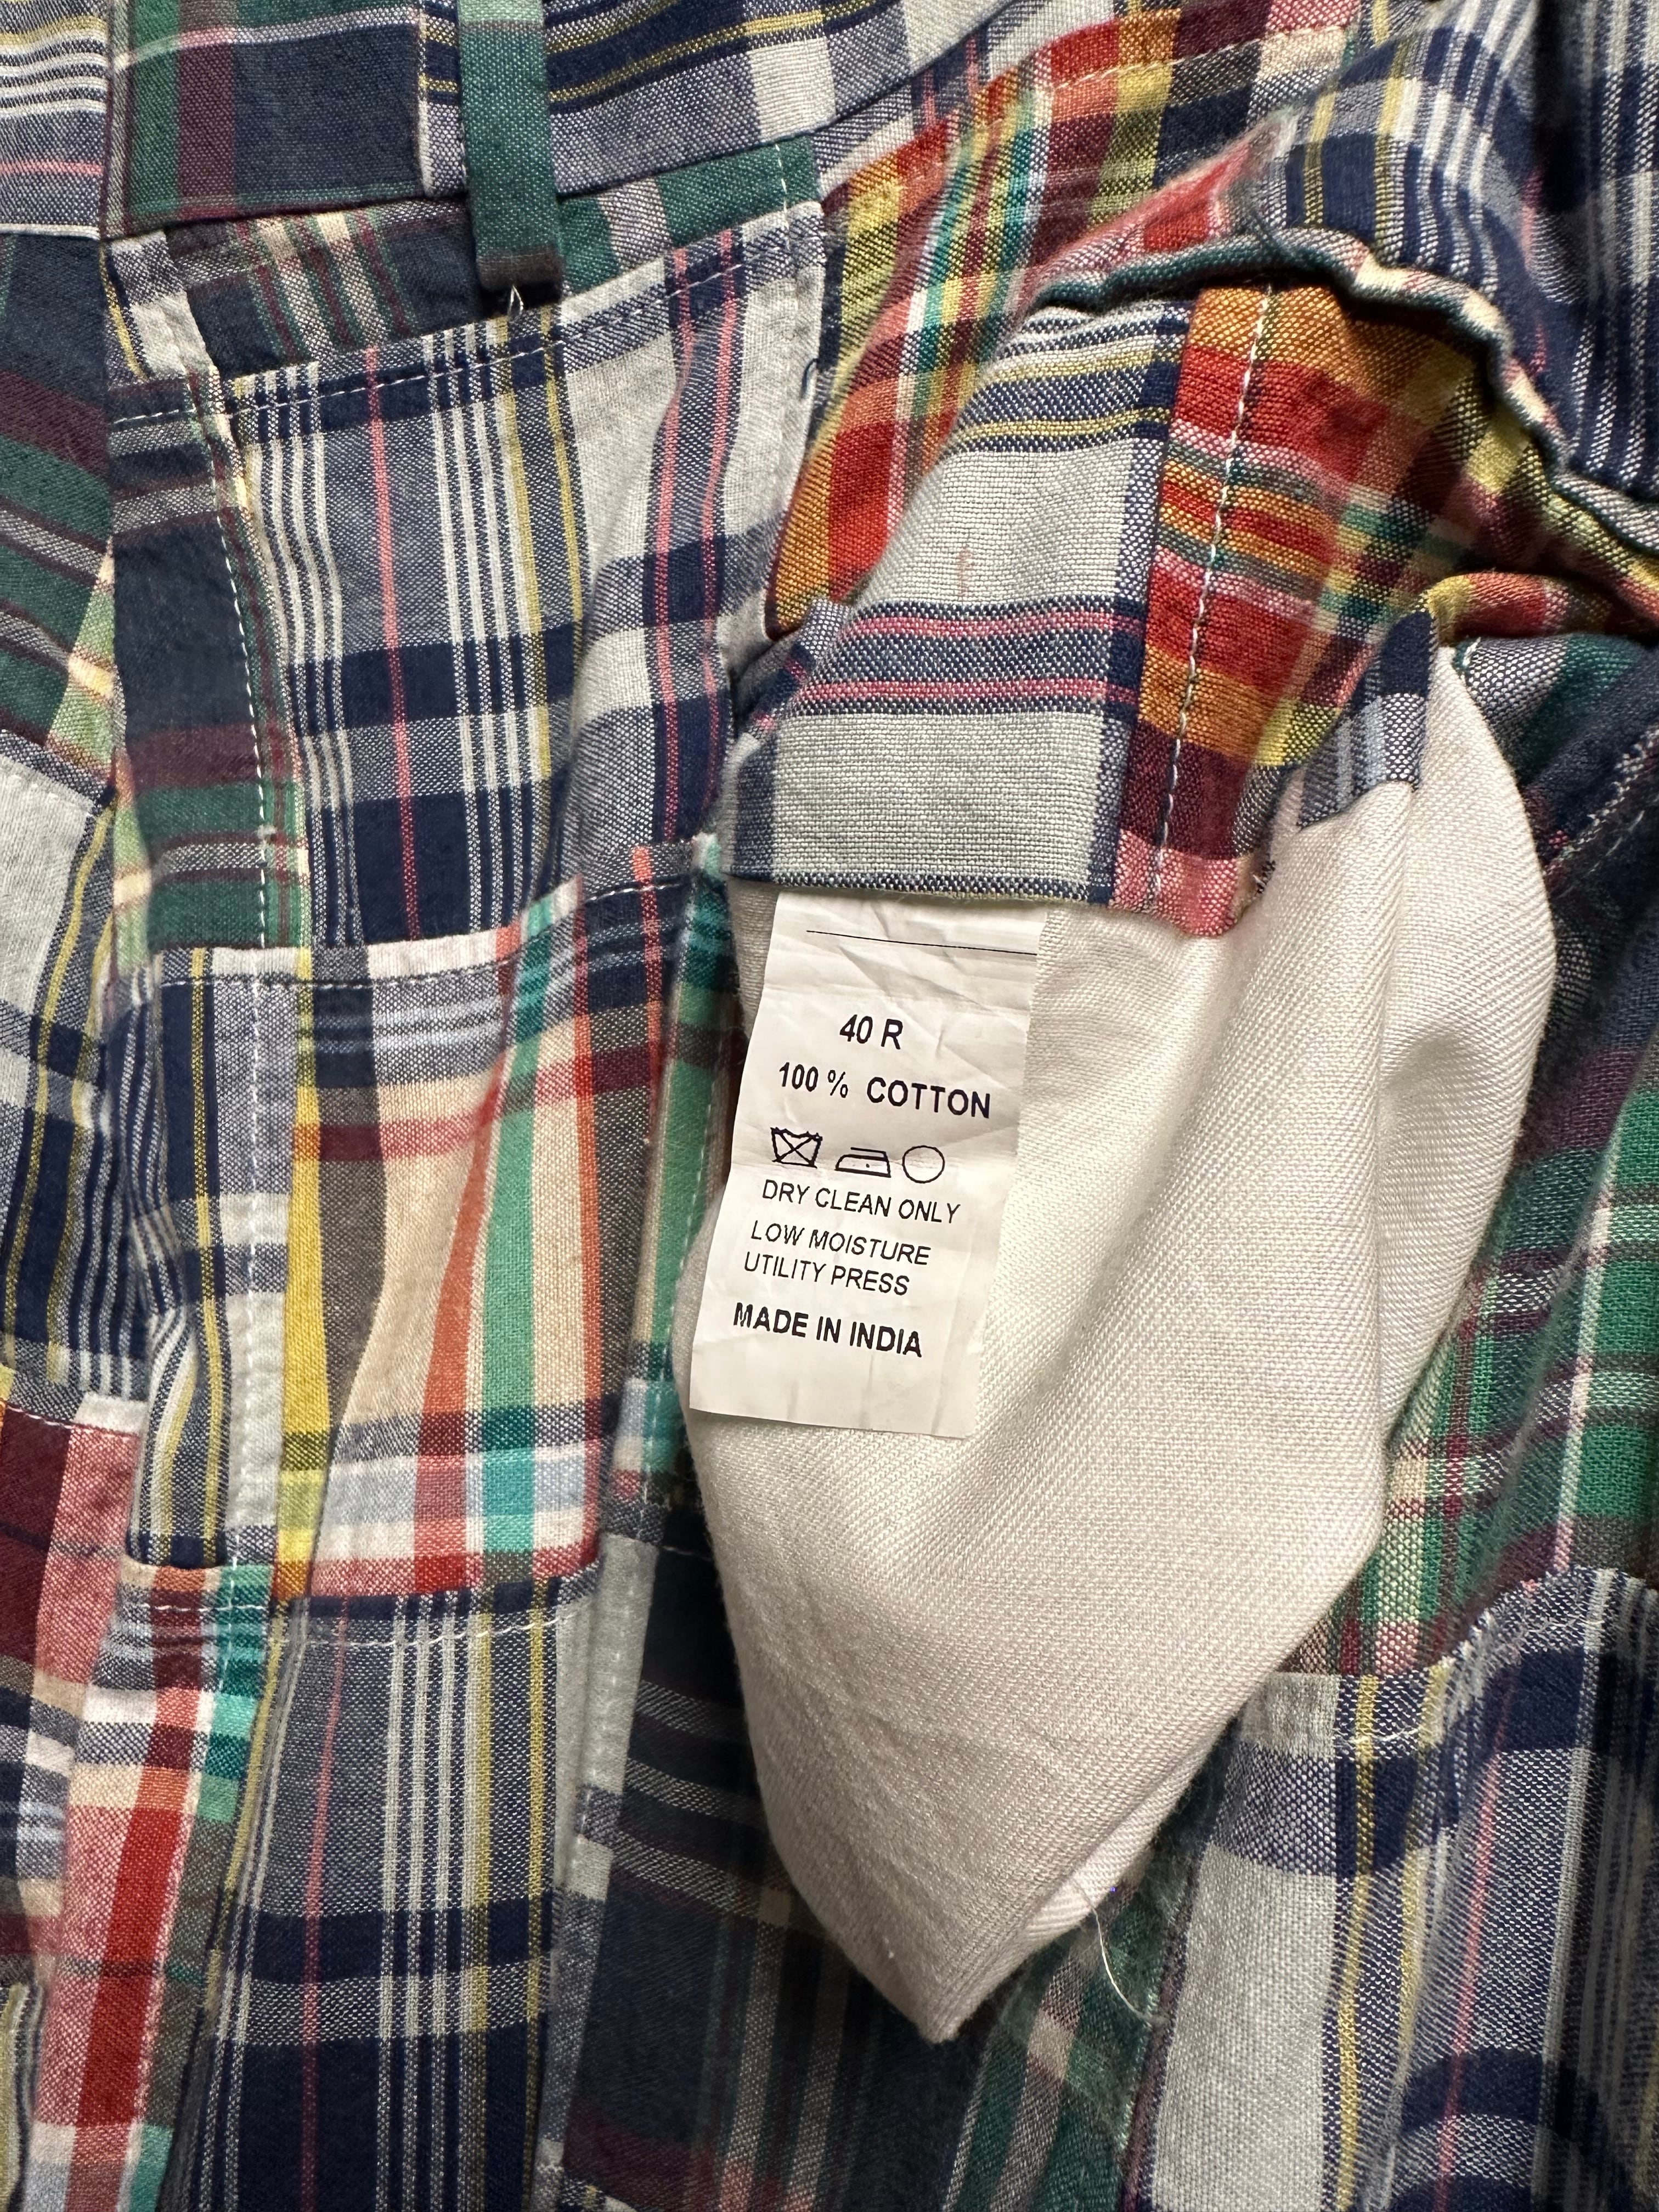 40 R
100 % COTTON
DRY CLEAN ONLY
LOW MOISTURE
UTILITY PRESS
MADE IN INDIA